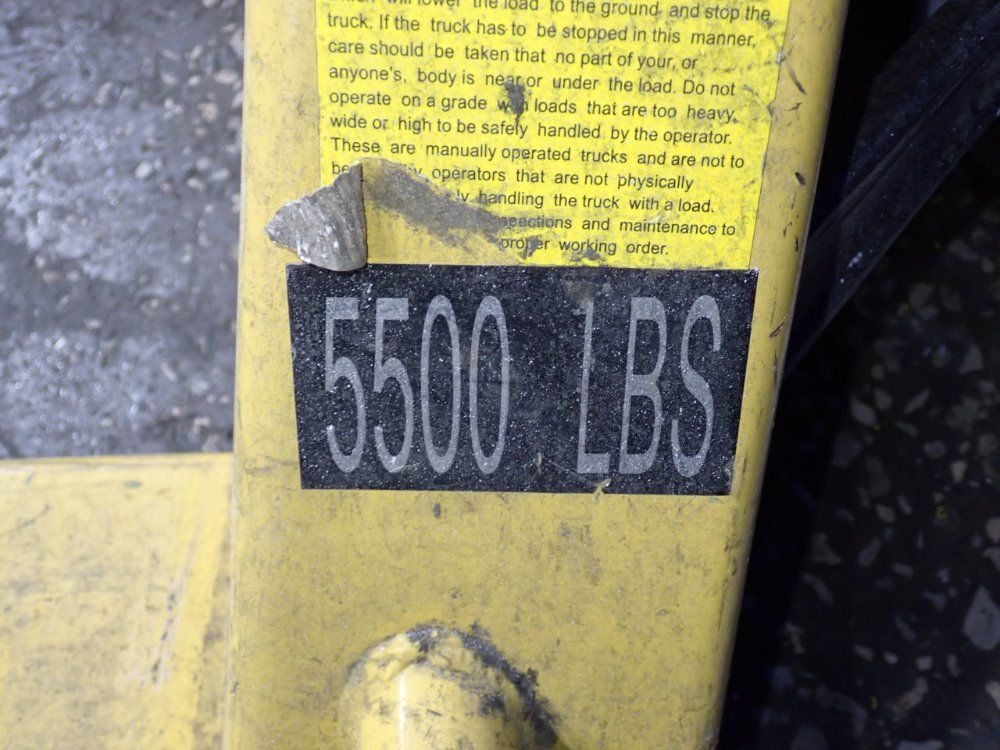 will lower the load to the ground, and stop the
truck. If the truck has to be stopped in this manner,
care should be taken that no part of your, or
anyone's, body is near or under the load. Do not
operate on a grade loads that are too heavy,
wide or high to be safely handled by the operator.
These are manually operated trucks and are not to
operators that are not physically
handling the truck with a load.
and maintenance to
proper working order.
5500 LBS